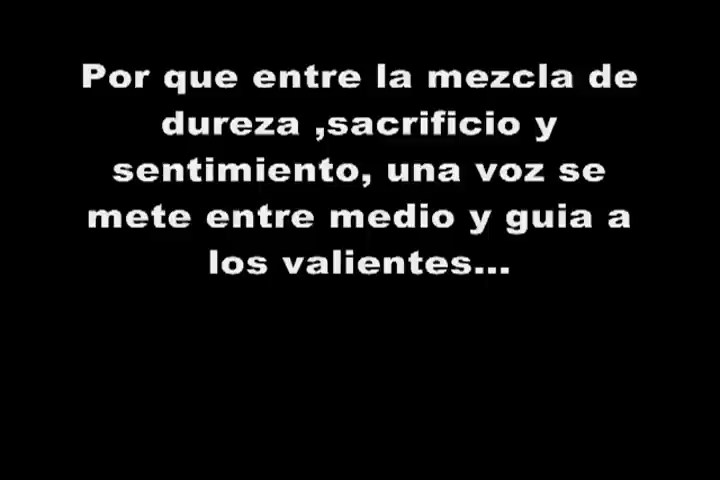 Por que entre la mezcla de
dureza ,sacrificio y
sentimiento, una voz se
mete entre medio y guia a
los valientes...